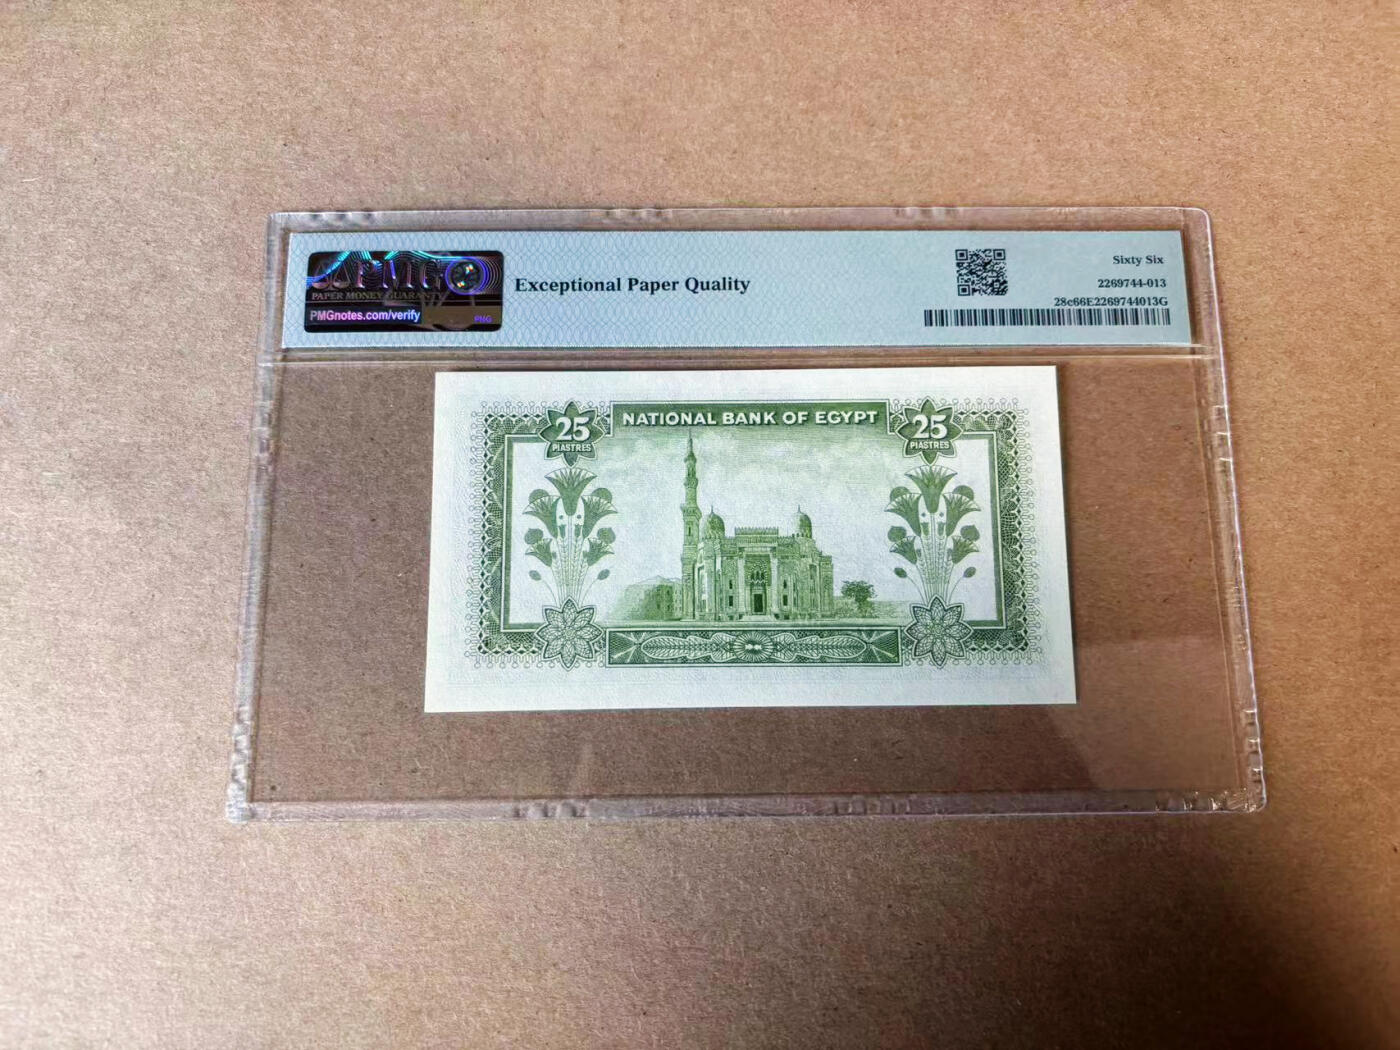 PMG
PAPER MONEY GUARANTY
PMGnotes.com/verify
PMG
Exceptional Paper Quality
Sixty Six
2269744-013
28c66E2269744013G
NATIONAL BANK OF EGYPT
25
PIASTRES
25
PIASTRES